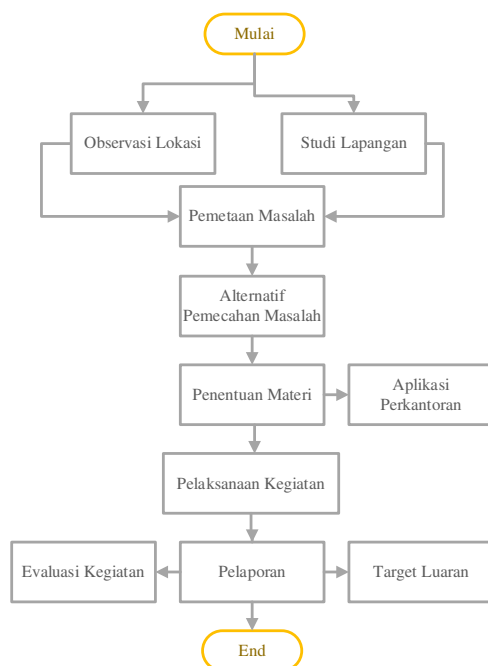 Mulai
Observasi Lokasi
Studi Lapangan
Pemetaan Masalah
Alternatif
Pemecahan Masalah
Penentuan Materi
Aplikasi
Perkantoran
Pelaksanaan Kegiatan
Evaluasi Kegiatan
Pelaporan
Target Luaran
End